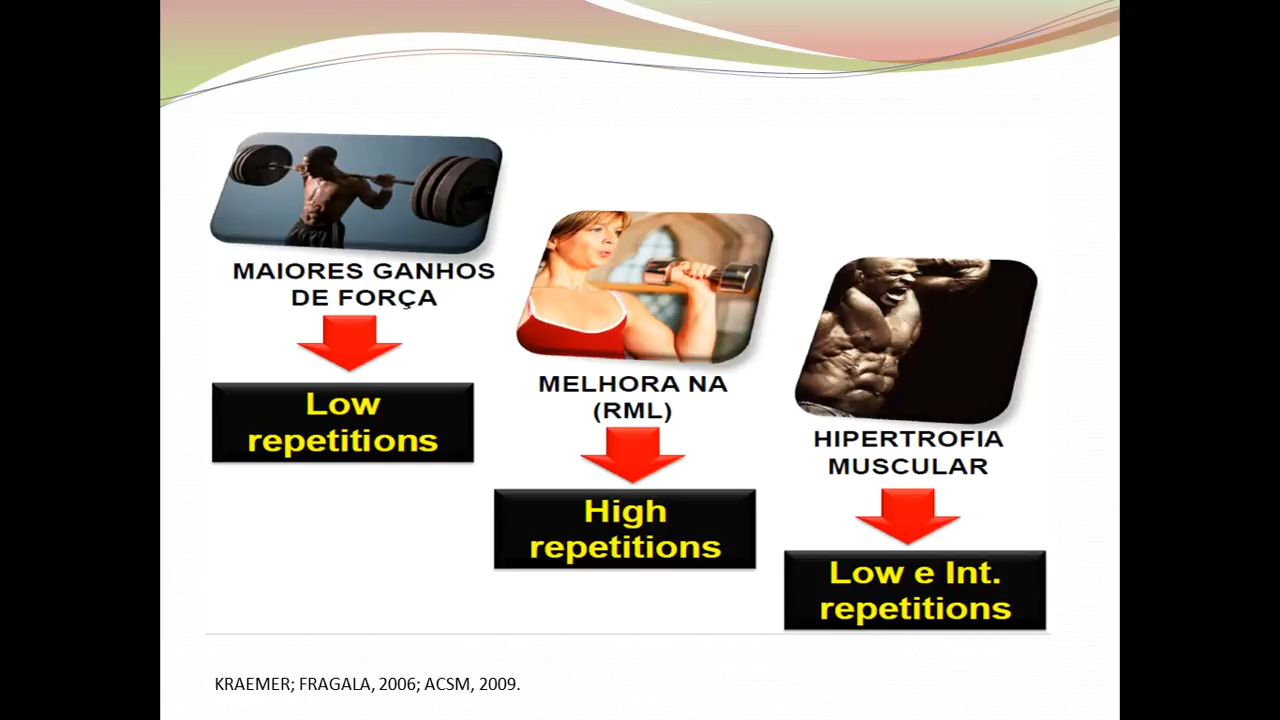 MAIORES GANHOS
DE FORÇA
Low
repetitions
MELHORA NA
(RML)
High
repetitions
HIPERTROFIA
MUSCULAR
Low e Int.
repetitions
KRAEMER; FRAGALA, 2006; ACSM, 2009.